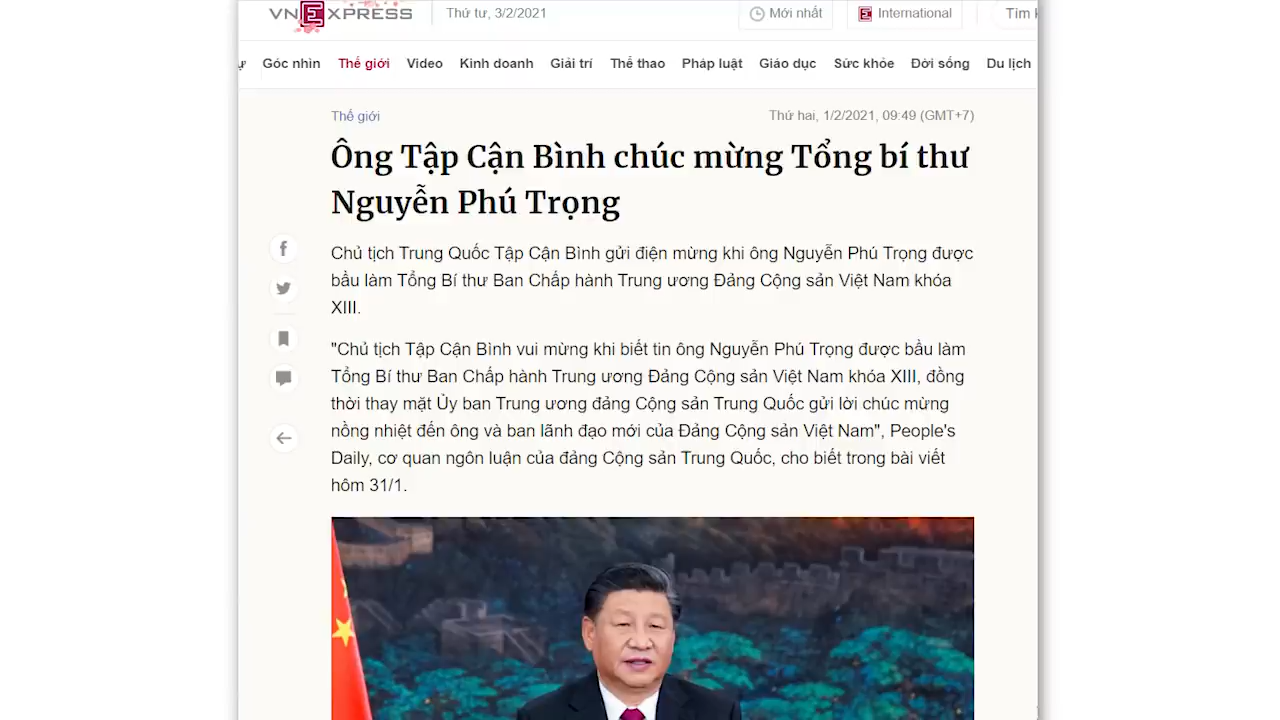 VNEXPRESS
Thứ tư, 3/2/2021
Mới nhất
International
Tìm
Góc nhìn Thế giới Video Kinh doanh Giải trí Thể thao Pháp luật Giáo dục Sức khỏe Đời sống Du lịch
Thế giới
Thứ hai, 1/2/2021, 09:49 (GMT+7)
Ông Tập Cận Bình chúc mừng Tổng bí thư
Nguyễn Phú Trọng
Chủ tịch Trung Quốc Tập Cận Bình gửi điện mừng khi ông Nguyễn Phú Trọng được
bầu làm Tổng Bí thư Ban Chấp hành Trung ương Đảng Cộng sản Việt Nam khóa
XIII.
"Chủ tịch Tập Cận Bình vui mừng khi biết tin ông Nguyễn Phú Trọng được bầu làm
Tổng Bí thư Ban Chấp hành Trung ương Đảng Cộng sản Việt Nam khóa XIII, đồng
thời thay mặt Ủy ban Trung ương đảng Cộng sản Trung Quốc gửi lời chúc mừng
nồng nhiệt đến ông và ban lãnh đạo mới của Đảng Cộng sản Việt Nam", People's
Daily, cơ quan ngôn luận của đảng Cộng sản Trung Quốc, cho biết trong bài viết
hôm 31/1.